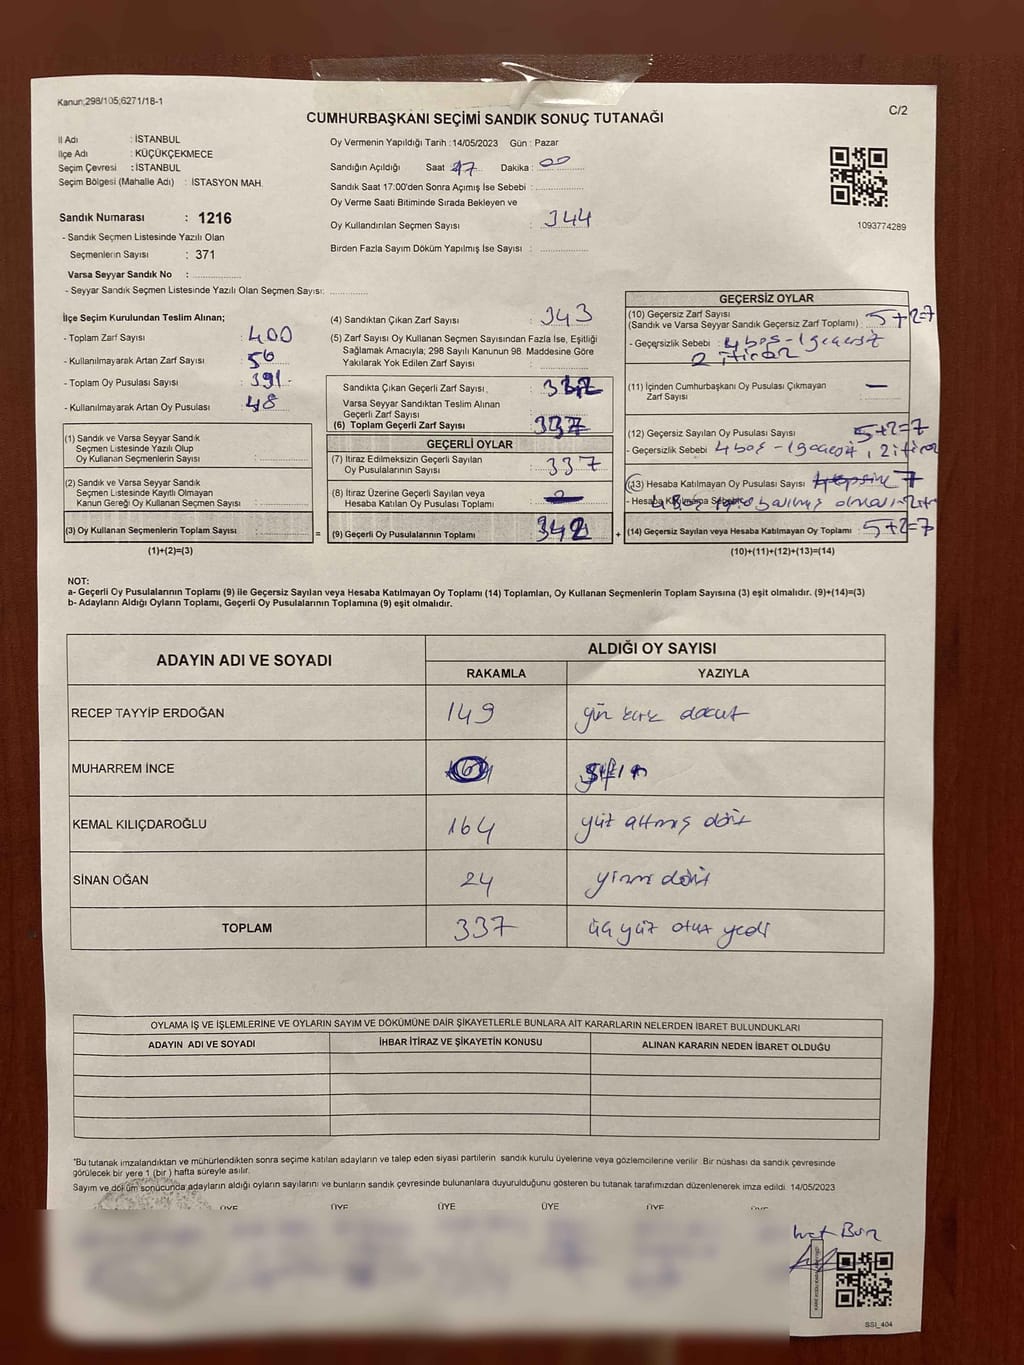 Kanun;298/105;6271/18-1
C/2
CUMHURBAŞKANI SEÇİMİ SANDIK SONUÇ TUTANAĞI
İl Adı : İSTANBUL
İlçe Adı : KÜÇÜKÇEKMECE
Seçim Çevresi : İSTANBUL
Seçim Bölgesi (Mahalle Adı) : İSTASYON MAH.
Sandık Numarası : 1216
- Sandık Seçmen Listesinde Yazılı Olan
Seçmenlerin Sayısı : 371
Varsa Seyyar Sandık No :
- Seyyar Sandık Seçmen Listesinde Yazılı Olan Seçmen Sayısı:
Oy Vermenin Yapıldığı Tarih : 14/05/2023 Gün : Pazar
Sandığın Açıldığı Saat 17 Dakika : 00
Sandık Saat 17:00'den Sonra Açımış İse Sebebi :
Oy Verme Saati Bitiminde Sırada Bekleyen ve
Oy Kullandırılan Seçmen Sayısı : 344
Birden Fazla Sayım Döküm Yapılmış İse Sayısı :
1093774289
İlçe Seçim Kurulundan Teslim Alınan;
- Toplam Zarf Sayısı : 400
- Kullanılmayarak Artan Zarf Sayısı : 56
- Toplam Oy Pusulası Sayısı : 391
- Kullanılmayarak Artan Oy Pusulası : 48
(1) Sandık ve Varsa Seyyar Sandık
Seçmen Listesinde Yazılı Olup
Oy Kullanan Seçmenlerin Sayısı :
(2) Sandık ve Varsa Seyyar Sandık
Seçmen Listesinde Kayıtlı Olmayan
Kanun Gereği Oy Kullanan Seçmen Sayısı
(3) Oy Kullanan Seçmenlerin Toplam Sayısı : =
(1)+(2)=(3)
(4) Sandıktan Çıkan Zarf Sayısı : 343
(5) Zarf Sayısı Oy Kullanan Seçmen Sayısından Fazla İse, Eşitliği
Sağlamak Amacıyla; 298 Sayılı Kanunun 98 Maddesine Göre
Yakılarak Yok Edilen Zarf Sayısı :
Sandıkta Çıkan Geçerli Zarf Sayısı :
Varsa Seyyar Sandıktan Teslim Alınan
Geçerli Zarf Sayısı :
(6) Toplam Geçerli Zarf Sayısı : 337
GEÇERLİ OYLAR
(7) İtiraz Edilmeksizin Geçerli Sayılan
Oy Pusulalarının Sayısı : 337
(8) İtiraz Üzerine Geçerli Sayılan veya
Hesaba Katılan Oy Pusulaları Toplamı :
(9) Geçerli Oy Pusulalarının Toplamı : 342 +
GEÇERSİZ OYLAR
(10) Geçersiz Zarf Sayısı
(Sandık ve Varsa Seyyar Sandık Geçersiz Zarf Toplamı) : 5+2=7
- Geçersizlik Sebebi : 4 boş - 1 geçersiz
2 itiraz
(11) İçinden Cumhurbaşkanı Oy Pusulası Çıkmayan
Zarf Sayısı : —
(12) Geçersiz Sayılan Oy Pusulası Sayısı : 5+2=7
- Geçersizlik Sebebi 4 boş - 1 geçersiz, 2 itiraz
(13) Hesaba Katılmayan Oy Pusulası Sayısı 7
- Hesaba Katılmama Sebebi
(14) Geçersiz Sayılan veya Hesaba Katılmayan Oy Toplamı : 5+2=7
(10)+(11)+(12)+(13)=(14)
NOT:
a- Geçerli Oy Pusulalarının Toplamı (9) ile Geçersiz Sayılan veya Hesaba Katılmayan Oy Toplamı (14) Toplamları, Oy Kullanan Seçmenlerin Toplam Sayısına (3) eşit olmalıdır. (9)+(14)=(3)
b- Adayların Aldığı Oyların Toplamı, Geçerli Oy Pusulalarının Toplamına (9) eşit olmalıdır.
ADAYIN ADI VE SOYADI ALDIĞI OY SAYISI
RAKAMLA YAZIYLA
RECEP TAYYİP ERDOĞAN 149 yüz kırk dokuz
MUHARREM İNCE
KEMAL KILIÇDAROĞLU 164 yüz altmış dört
SİNAN OĞAN 24 yirmi dört
TOPLAM 337 üç yüz otuz yedi
OYLAMA İŞ VE İŞLEMLERİNE VE OYLARIN SAYIM VE DÖKÜMÜNE DAİR ŞİKAYETLERLE BUNLARA AİT KARARLARIN NELERDEN İBARET BULUNDUKLARI
ADAYIN ADI VE SOYADI İHBAR İTİRAZ VE ŞİKAYETİN KONUSU ALINAN KARARIN NEDEN İBARET OLDUĞU
"Bu tutanak imzalandıktan ve mühürlendikten sonra seçime katılan adayların ve talep eden siyasi partilerin sandık kurulu üyelerine veya gözlemcilerine verilir. Bir nüshası da sandık çevresinde
görülecek bir yere 1 (bir) hafta süreyle asılır.
Sayım ve döküm sonucunda adayların aldığı oyların sayılarını ve bunların sandık çevresinde bulunanlara duyurulduğunu gösteren bu tutanak tarafımızdan düzenlenerek imza edildi. 14/05/2023
ÜYE ÜYE ÜYE ÜYE ÜYE
SSI_404